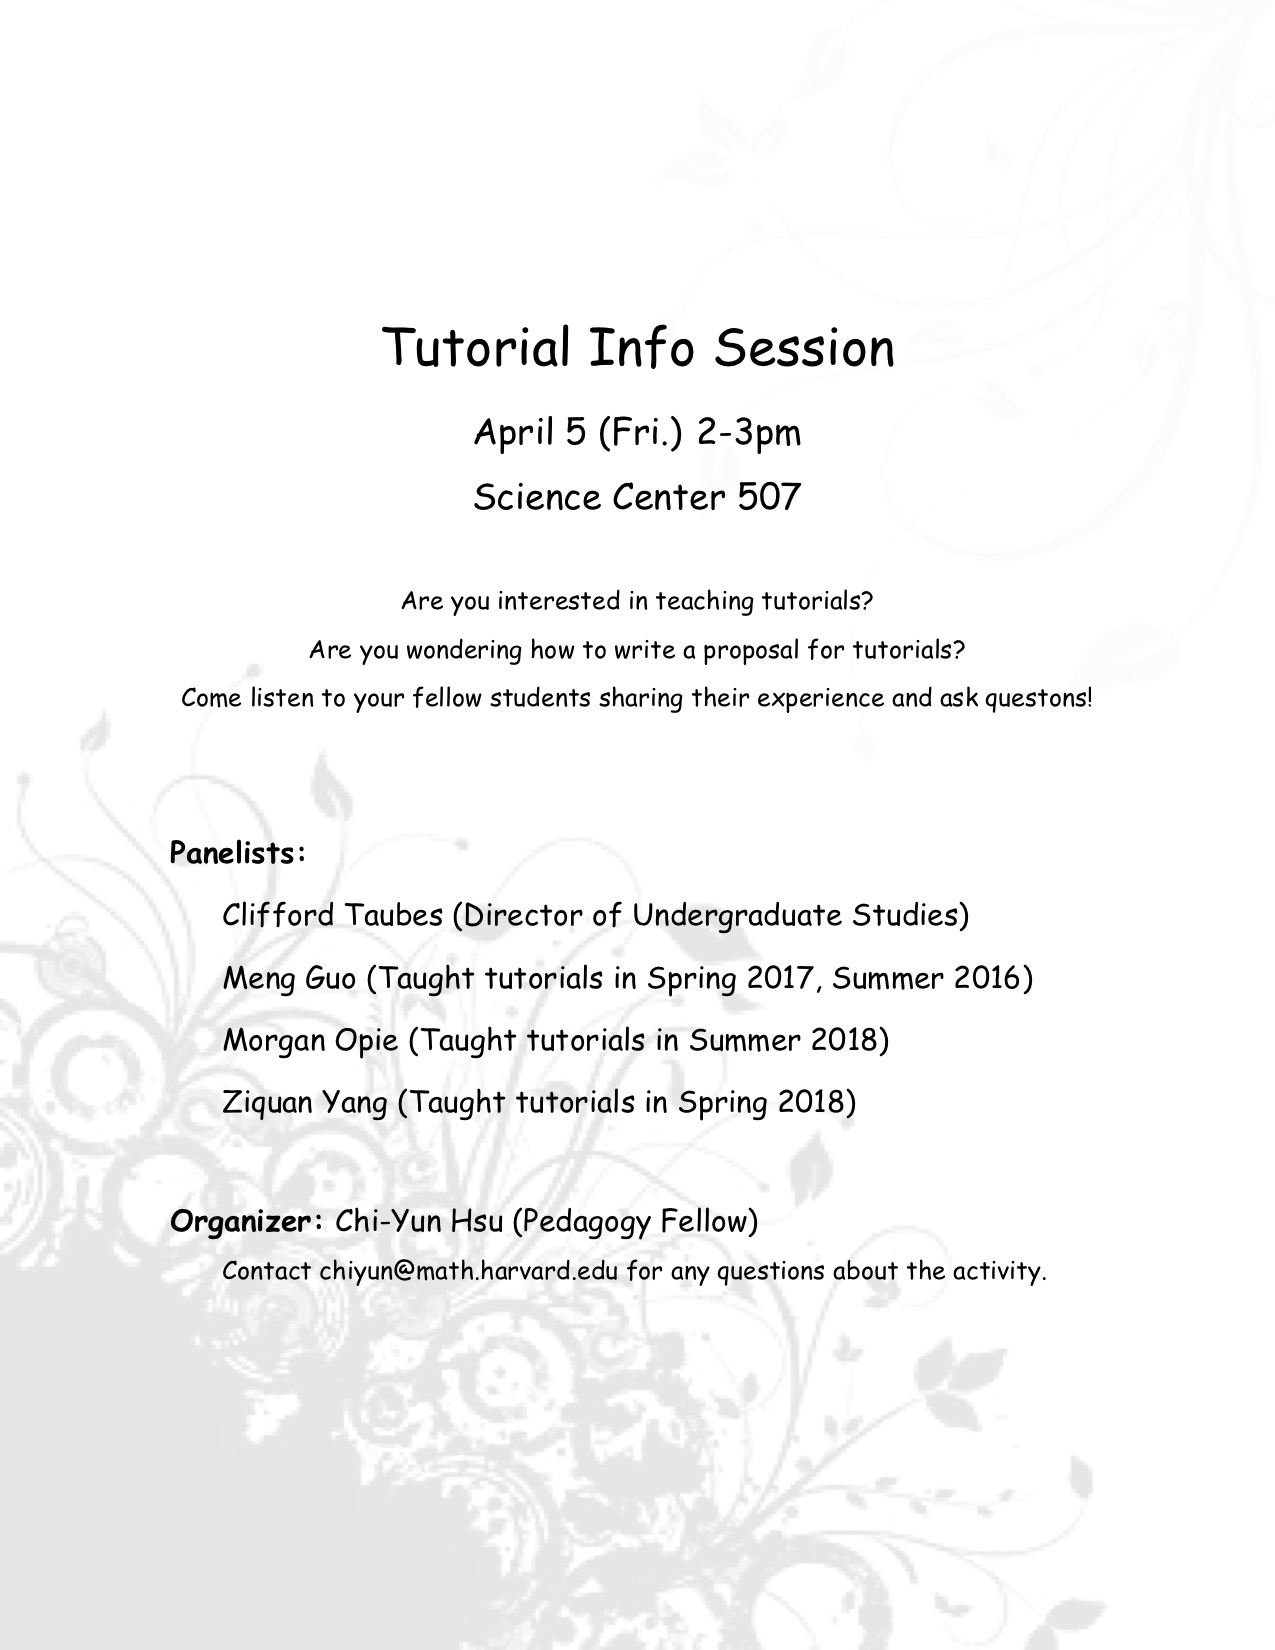 Tutorial Info Session
April 5 (Fri.) 2-3pm
Science Center 507
Are you interested in teaching tutorials?
Are you wondering how to write a proposal for tutorials?
Come listen to your fellow students sharing their experience and ask questons!
Panelists:
Clifford Taubes (Director of Undergraduate Studies)
Meng Guo (Taught tutorials in Spring 2017, Summer 2016)
Morgan Opie (Taught tutorials in Summer 2018)
Ziquan Yang (Taught tutorials in Spring 2018)
Organizer: Chi-Yun Hsu (Pedagogy Fellow)
Contact chiyun@math.harvard.edu for any questions about the activity.